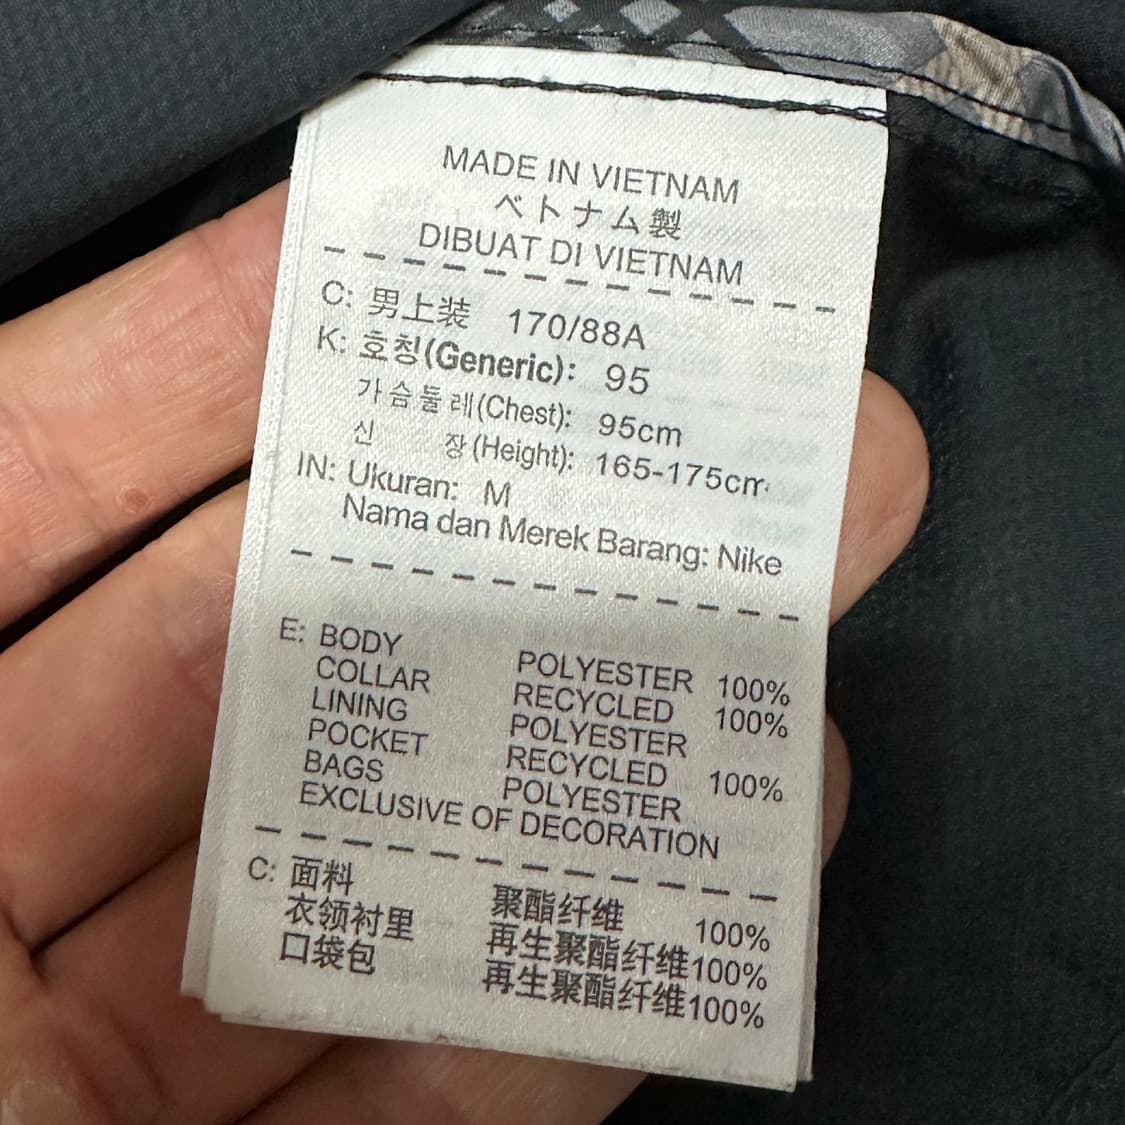 MADE IN VIETNAM
ベトナム製
DIBUAT DI VIETNAM
C: 男上装 170/88A
K: 호칭(Generic): 95
가슴둘레(Chest): 95cm
신 장(Height): 165-175cm
IN: Ukuran: M
Nama dan Merek Barang: Nike
E: BODY POLYESTER 100%
COLLAR RECYCLED 100%
LINING POLYESTER
POCKET RECYCLED 100%
BAGS POLYESTER
EXCLUSIVE OF DECORATION
C: 面料 聚酯纤维 100%
衣领衬里 再生聚酯纤维100%
口袋包 再生聚酯纤维100%